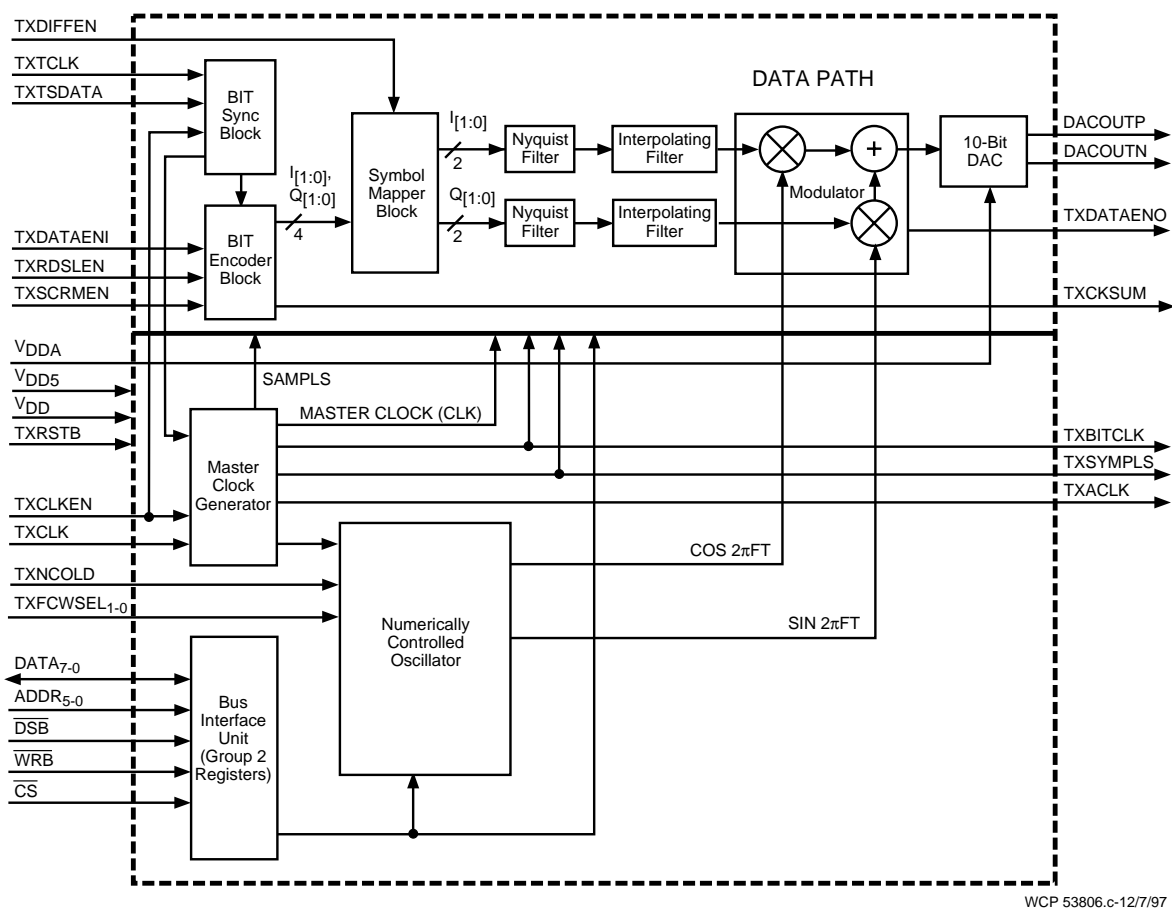 TXDIFFEN
TXTCLK
TXTSDATA
BIT
Sync
Block
I[1:0],
Q[1:0]
4
TXDATAENI
TXRDSLEN
TXSCRMEN
BIT
Encoder
Block
Symbol
Mapper
Block
I[1:0]
2
Q[1:0]
2
Nyquist
Filter
Interpolating
Filter
Nyquist
Filter
Interpolating
Filter
DATA PATH
+
Modulator
10-Bit
DAC
DACOUTP
DACOUTN
TXDATAENO
TXCKSUM
VDDA
VDD5
VDD
TXRSTB
SAMPLS
MASTER CLOCK (CLK)
Master
Clock
Generator
TXBITCLK
TXSYMPLS
TXACLK
TXCLKEN
TXCLK
TXNCOLD
TXFCWSEL1-0
Numerically
Controlled
Oscillator
COS 2πFT
SIN 2πFT
DATA7-0
ADDR5-0
DSB
WRB
CS
Bus
Interface
Unit
(Group 2
Registers)
WCP 53806.c-12/7/97